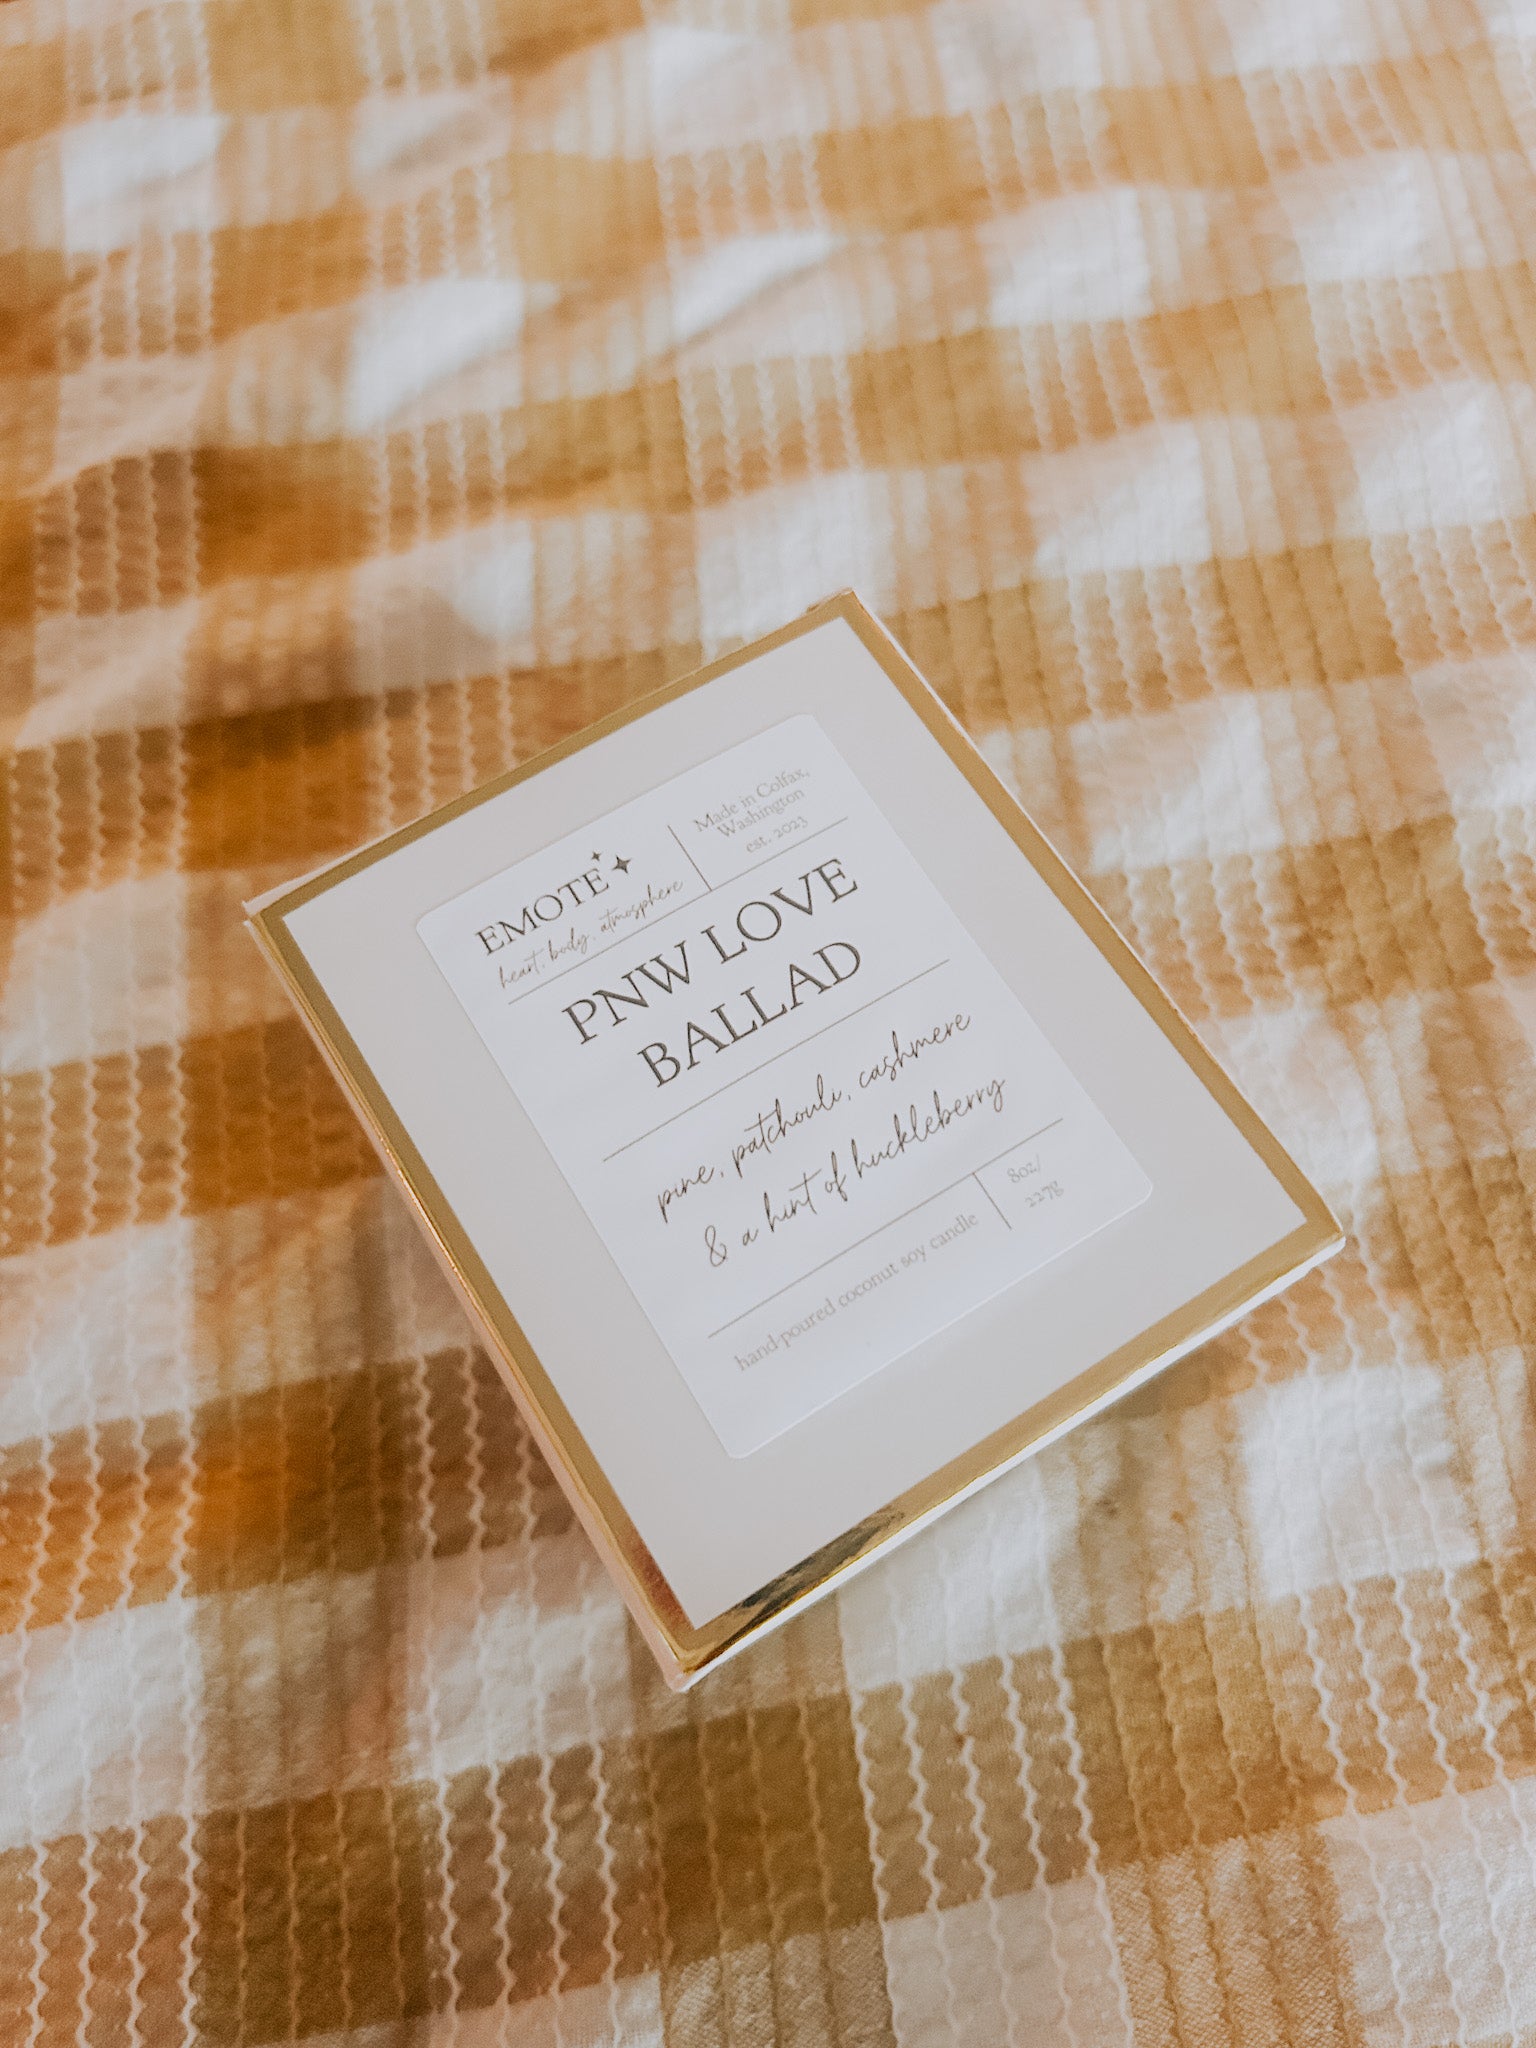 EMOTE
heart, body, atmosphere
Made in Colfax,
Washington
est. 2023
PNW LOVE
BALLAD
pine, patchouli, cashmere
& a hint of huckleberry
hand-poured coconut soy candle
8oz/
227g